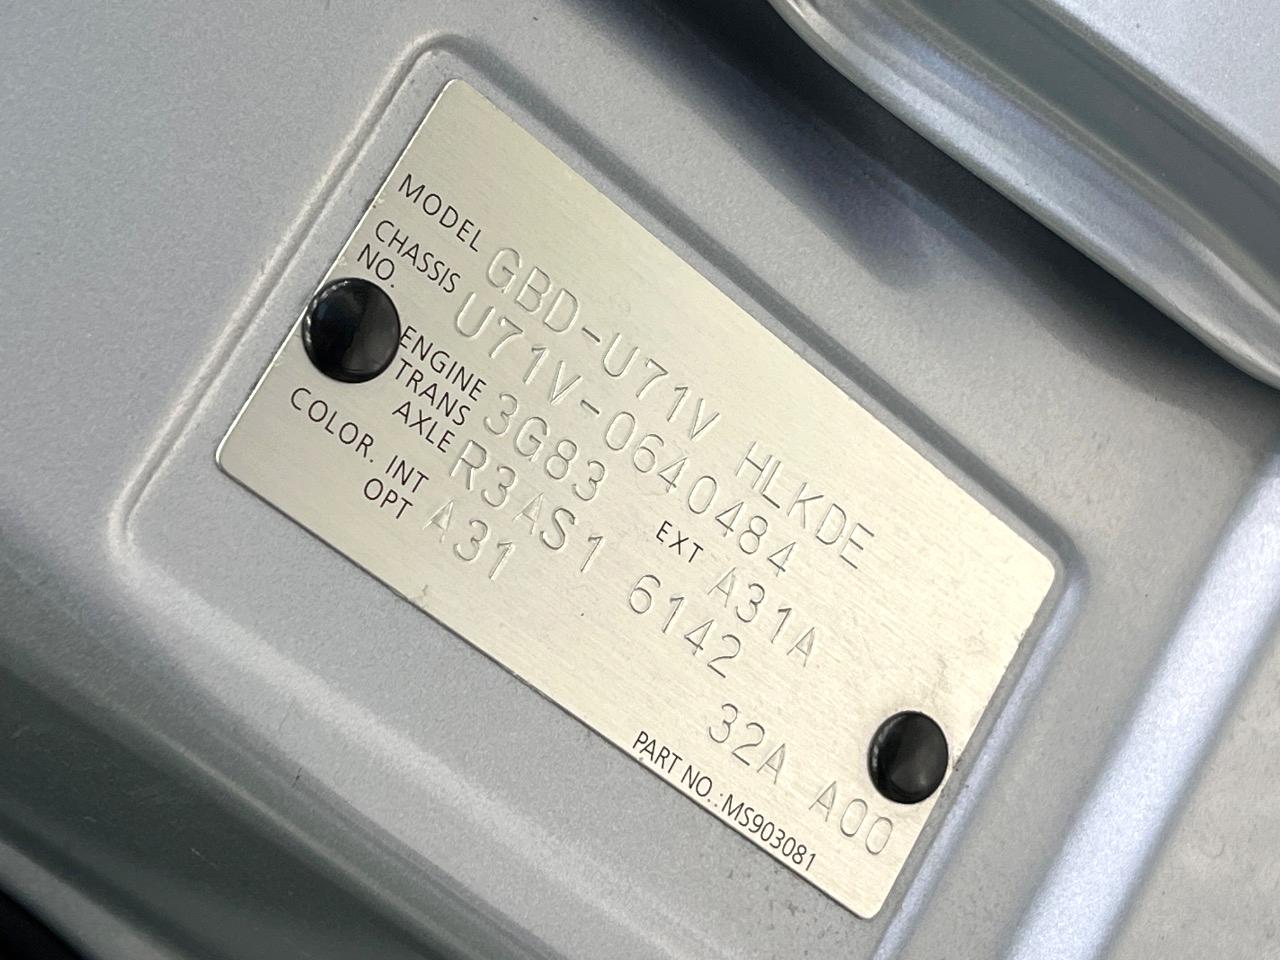 MODEL GBD-U71V HLKDE
CHASSIS NO. U71V-0640484
ENGINE 3G83 EXT A31A
TRANS AXLE R3AS1 6142
COLOR. INT OPT A31 32A A00
PART NO.:MS903081